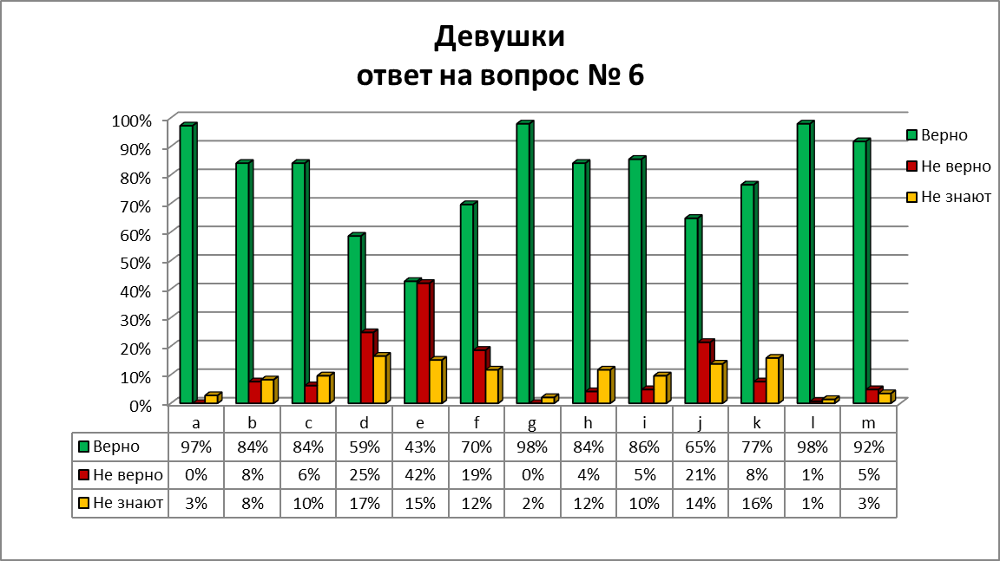 Девушки
ответ на вопрос № 6
100%
90%
80%
70%
60%
50%
40%
30%
20%
10%
0%
Верно
Не верно
Не знают
a b c d e f g h i j k l m
Верно 97% 84% 84% 59% 43% 70% 98% 84% 86% 65% 77% 98% 92%
Не верно 0% 8% 6% 25% 42% 19% 0% 4% 5% 21% 8% 1% 5%
Не знают 3% 8% 10% 17% 15% 12% 2% 12% 10% 14% 16% 1% 3%